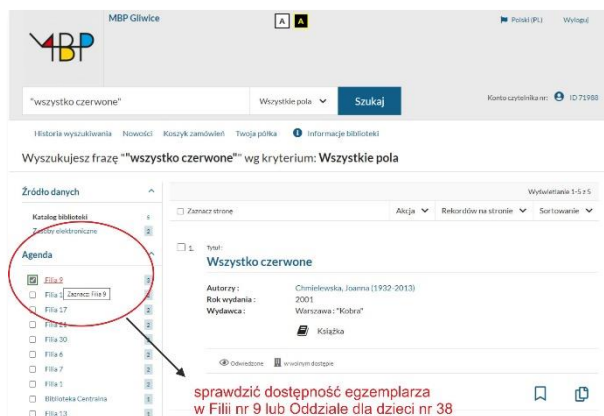 MBP Gliwice
A A
Polski (PL) Wyloguj
MBP
"wszystko czerwone" Wszystkie pola Szukaj
Konto czytelnika nr: ID 71988
Historia wyszukiwania Nowości Koszyk zamówień Twoja półka Informacje biblioteki
Wyszukujesz frazę ""wszystko czerwone"" wg kryterium: Wszystkie pola
Źródło danych
Wyświetlanie 1-5 z 5
Katalog biblioteki
Zasoby elektroniczne 2
Zaznacz stronę Akcja Rekordów na stronie Sortowanie
Agenda
1. Tytuł:
Wszystko czerwone
Filia 9 3
Filia 1 Zaznacz: Filia 9 2
Filia 17 2
Filia 21 2
Filia 30 2
Filia 6 2
Filia 7 2
Filia 1 2
Biblioteka Centralna
Filia 13
Autorzy: Chmielewska, Joanna (1932-2013)
Rok wydania: 2001
Wydawca: Warszawa: "Kobra"
Książka
Odwiedzone w wolnym dostępie
sprawdzić dostępność egzemplarza
w Filii nr 9 lub Oddziale dla dzieci nr 38